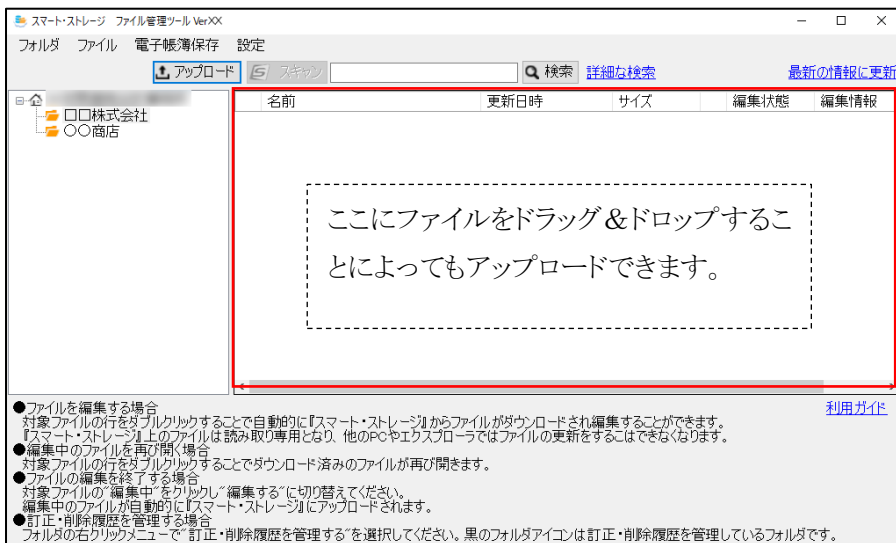 スマート・ストレージ ファイル管理ツール VerXX
フォルダ ファイル 電子帳簿保存 設定
アップロード スキャン 検索 詳細な検索 最新の情報に更新
名前 更新日時 サイズ 編集状態 編集情報
□□株式会社
〇〇商店
ここにファイルをドラッグ&ドロップするこ
とによってもアップロードできます。
●ファイルを編集する場合
利用ガイド
対象ファイルの行をダブルクリックすることで自動的に『スマート・ストレージ』からファイルがダウンロードされ編集することができます。
『スマート・ストレージ』上のファイルは読み取り専用となり、他のPCやエクスプローラではファイルの更新をするこはできなくなります。
●編集中のファイルを再び開く場合
対象ファイルの行をダブルクリックすることでダウンロード済みのファイルが再び開きます。
●ファイルの編集を終了する場合
対象ファイルの"編集中"をクリックし"編集する"に切り替えてください。
編集中のファイルが自動的に『スマート・ストレージ』にアップロードされます。
●訂正・削除履歴を管理する場合
フォルダの右クリックメニューで"訂正・削除履歴を管理する"を選択してください。黒のフォルダアイコンは訂正・削除履歴を管理しているフォルダです。